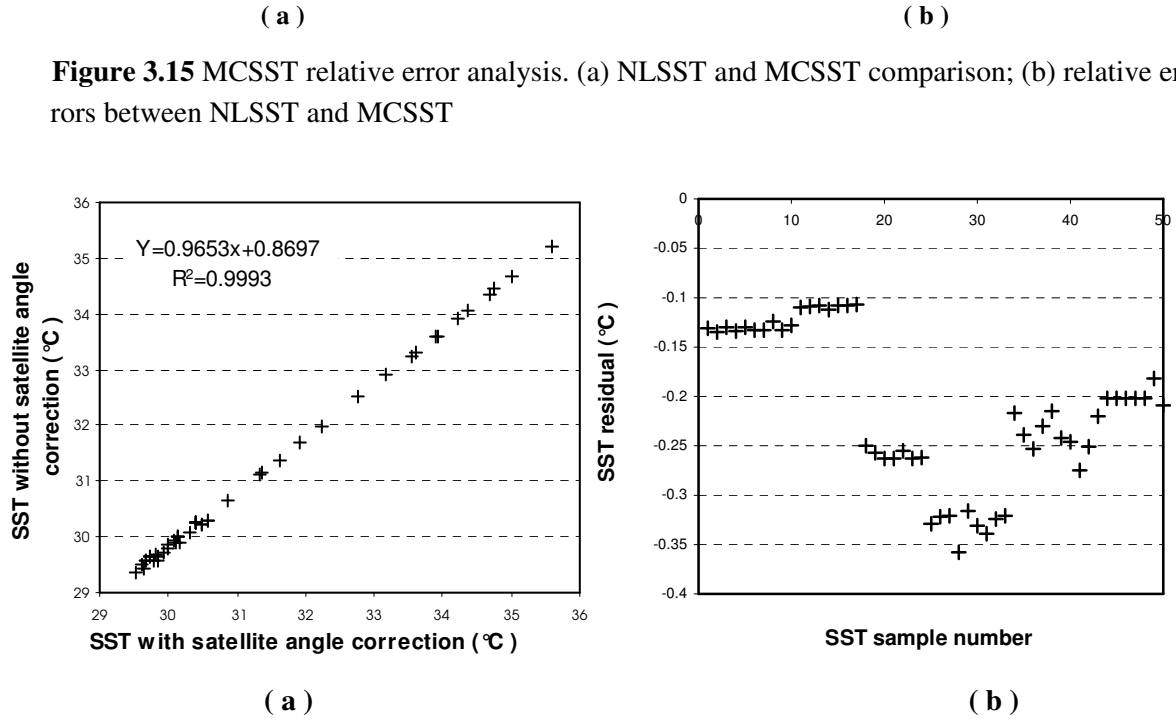 ( a )
( b )
Figure 3.15 MCSST relative error analysis. (a) NLSST and MCSST comparison; (b) relative er
rors between NLSST and MCSST
36
35
34
33
32
31
30
29
29
30
31
32
33
34
35
36
Y=0.9653x+0.8697
R²=0.9993
SST without satellite angle
correction (°C)
SST with satellite angle correction (°C)
( a )
0
-0.05
-0.1
-0.15
-0.2
-0.25
-0.3
-0.35
-0.4
0
10
20
30
40
50
SST residual (°C)
SST sample number
( b )